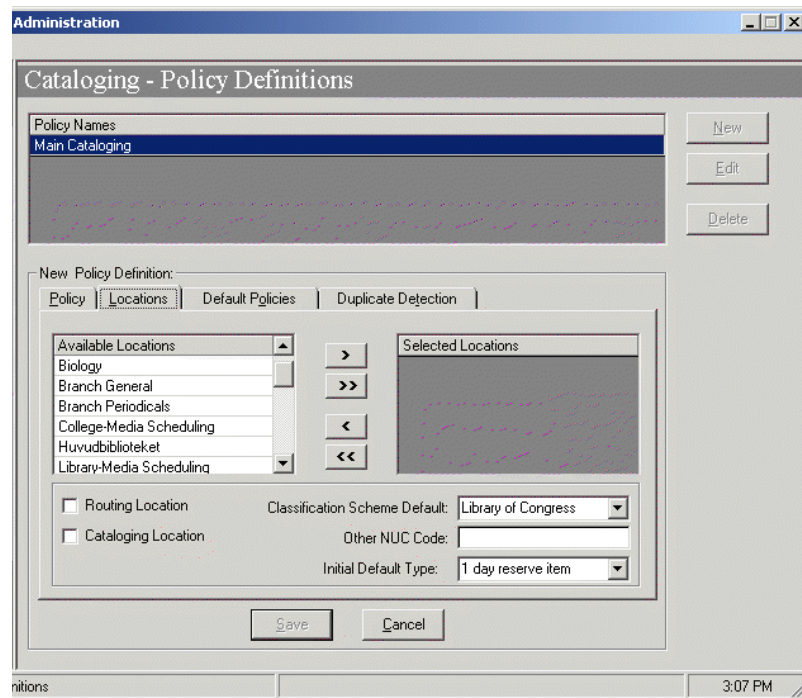 Administration
Cataloging - Policy Definitions
Policy Names
Main Cataloging
New
Edit
Delete
New Policy Definition:
Policy
Locations
Default Policies
Duplicate Detection
Available Locations
Biology
Branch General
Branch Periodicals
College-Media Scheduling
Huvudbiblioteket
Library-Media Scheduling
>
>>
<
<<
Selected Locations
Routing Location
Cataloging Location
Classification Scheme Default: Library of Congress
Other NUC Code:
Initial Default Type: 1 day reserve item
Save
Cancel
nitions
3:07 PM